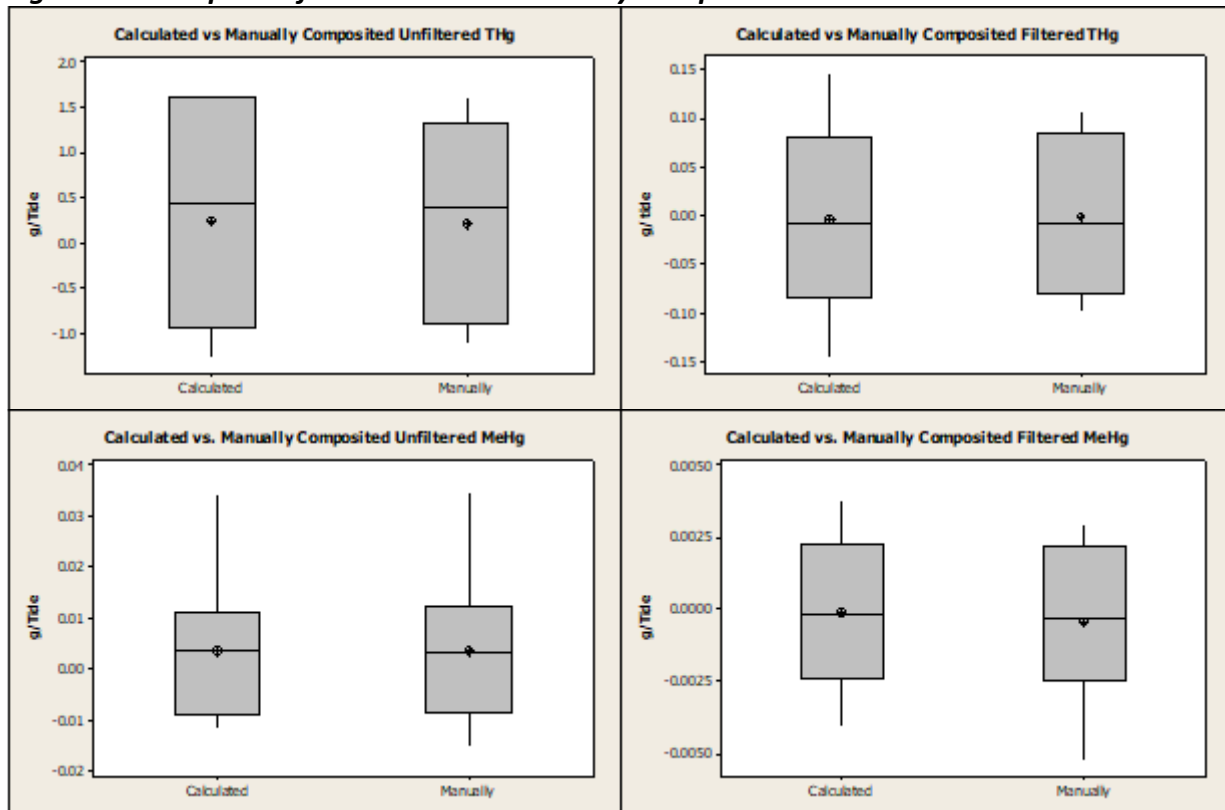 Calculated vs Manually Composited Unfiltered THg
2.0
1.5
1.0
0.5
0.0
-0.5
-1.0
g/Tide
Calculated Manually
Calculated vs Manually Composited Filtered THg
0.15
0.10
0.05
0.00
-0.05
-0.10
-0.15
g/ tide
Calculated Manually
Calculated vs. Manually Composited Unfiltered MeHg
0.04
0.03
0.02
0.01
0.00
-0.01
-0.02
g/Tide
Calculated Manually
Calculated vs. Manually Composited Filtered MeHg
0.0050
0.0025
0.0000
-0.0025
-0.0050
g/Tide
Calculated Manually